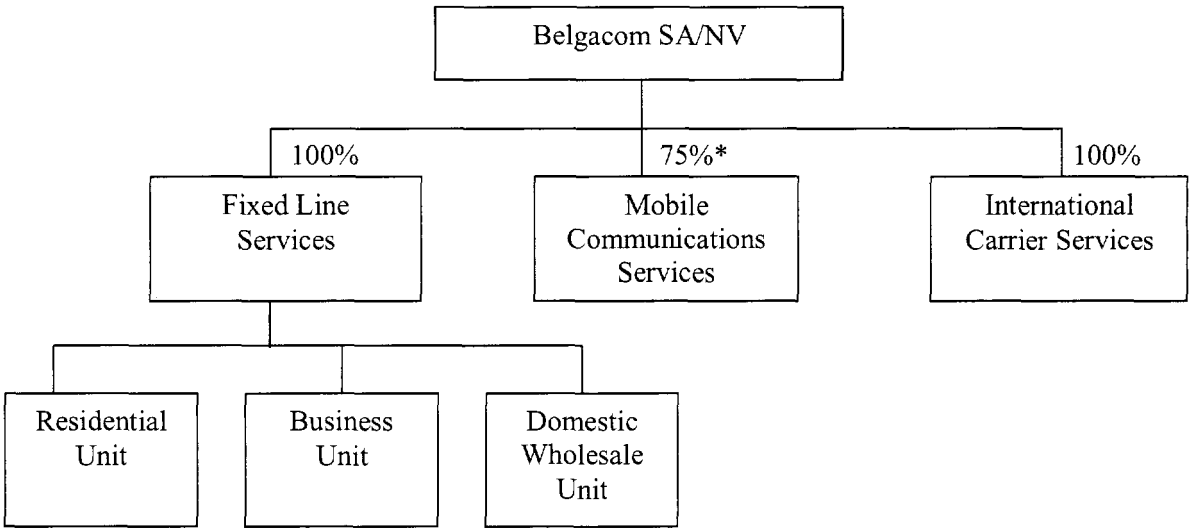 Belgacom SA/NV
100%
75%*
100%
Fixed Line
Services
Mobile
Communications
Services
International
Carrier Services
Residential
Unit
Business
Unit
Domestic
Wholesale
Unit